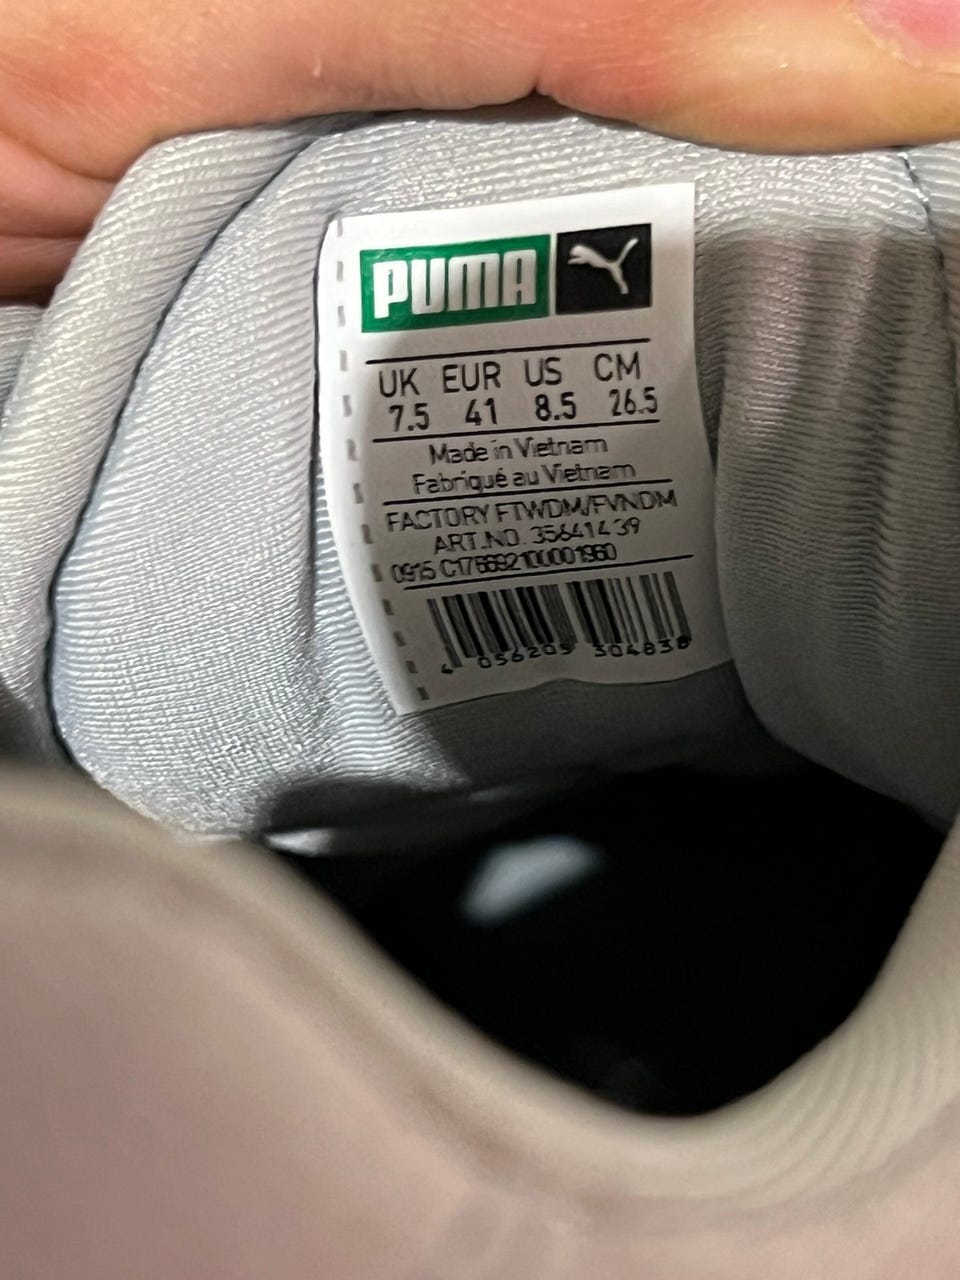 PUMA
UK EUR US CM
7.5 41 8.5 26.5
Made in Vietnam
Fabriqué au Vietnam
FACTORY FTWDM/FVNDM
ART.NO. 356414 39
0915
4 056205 304838